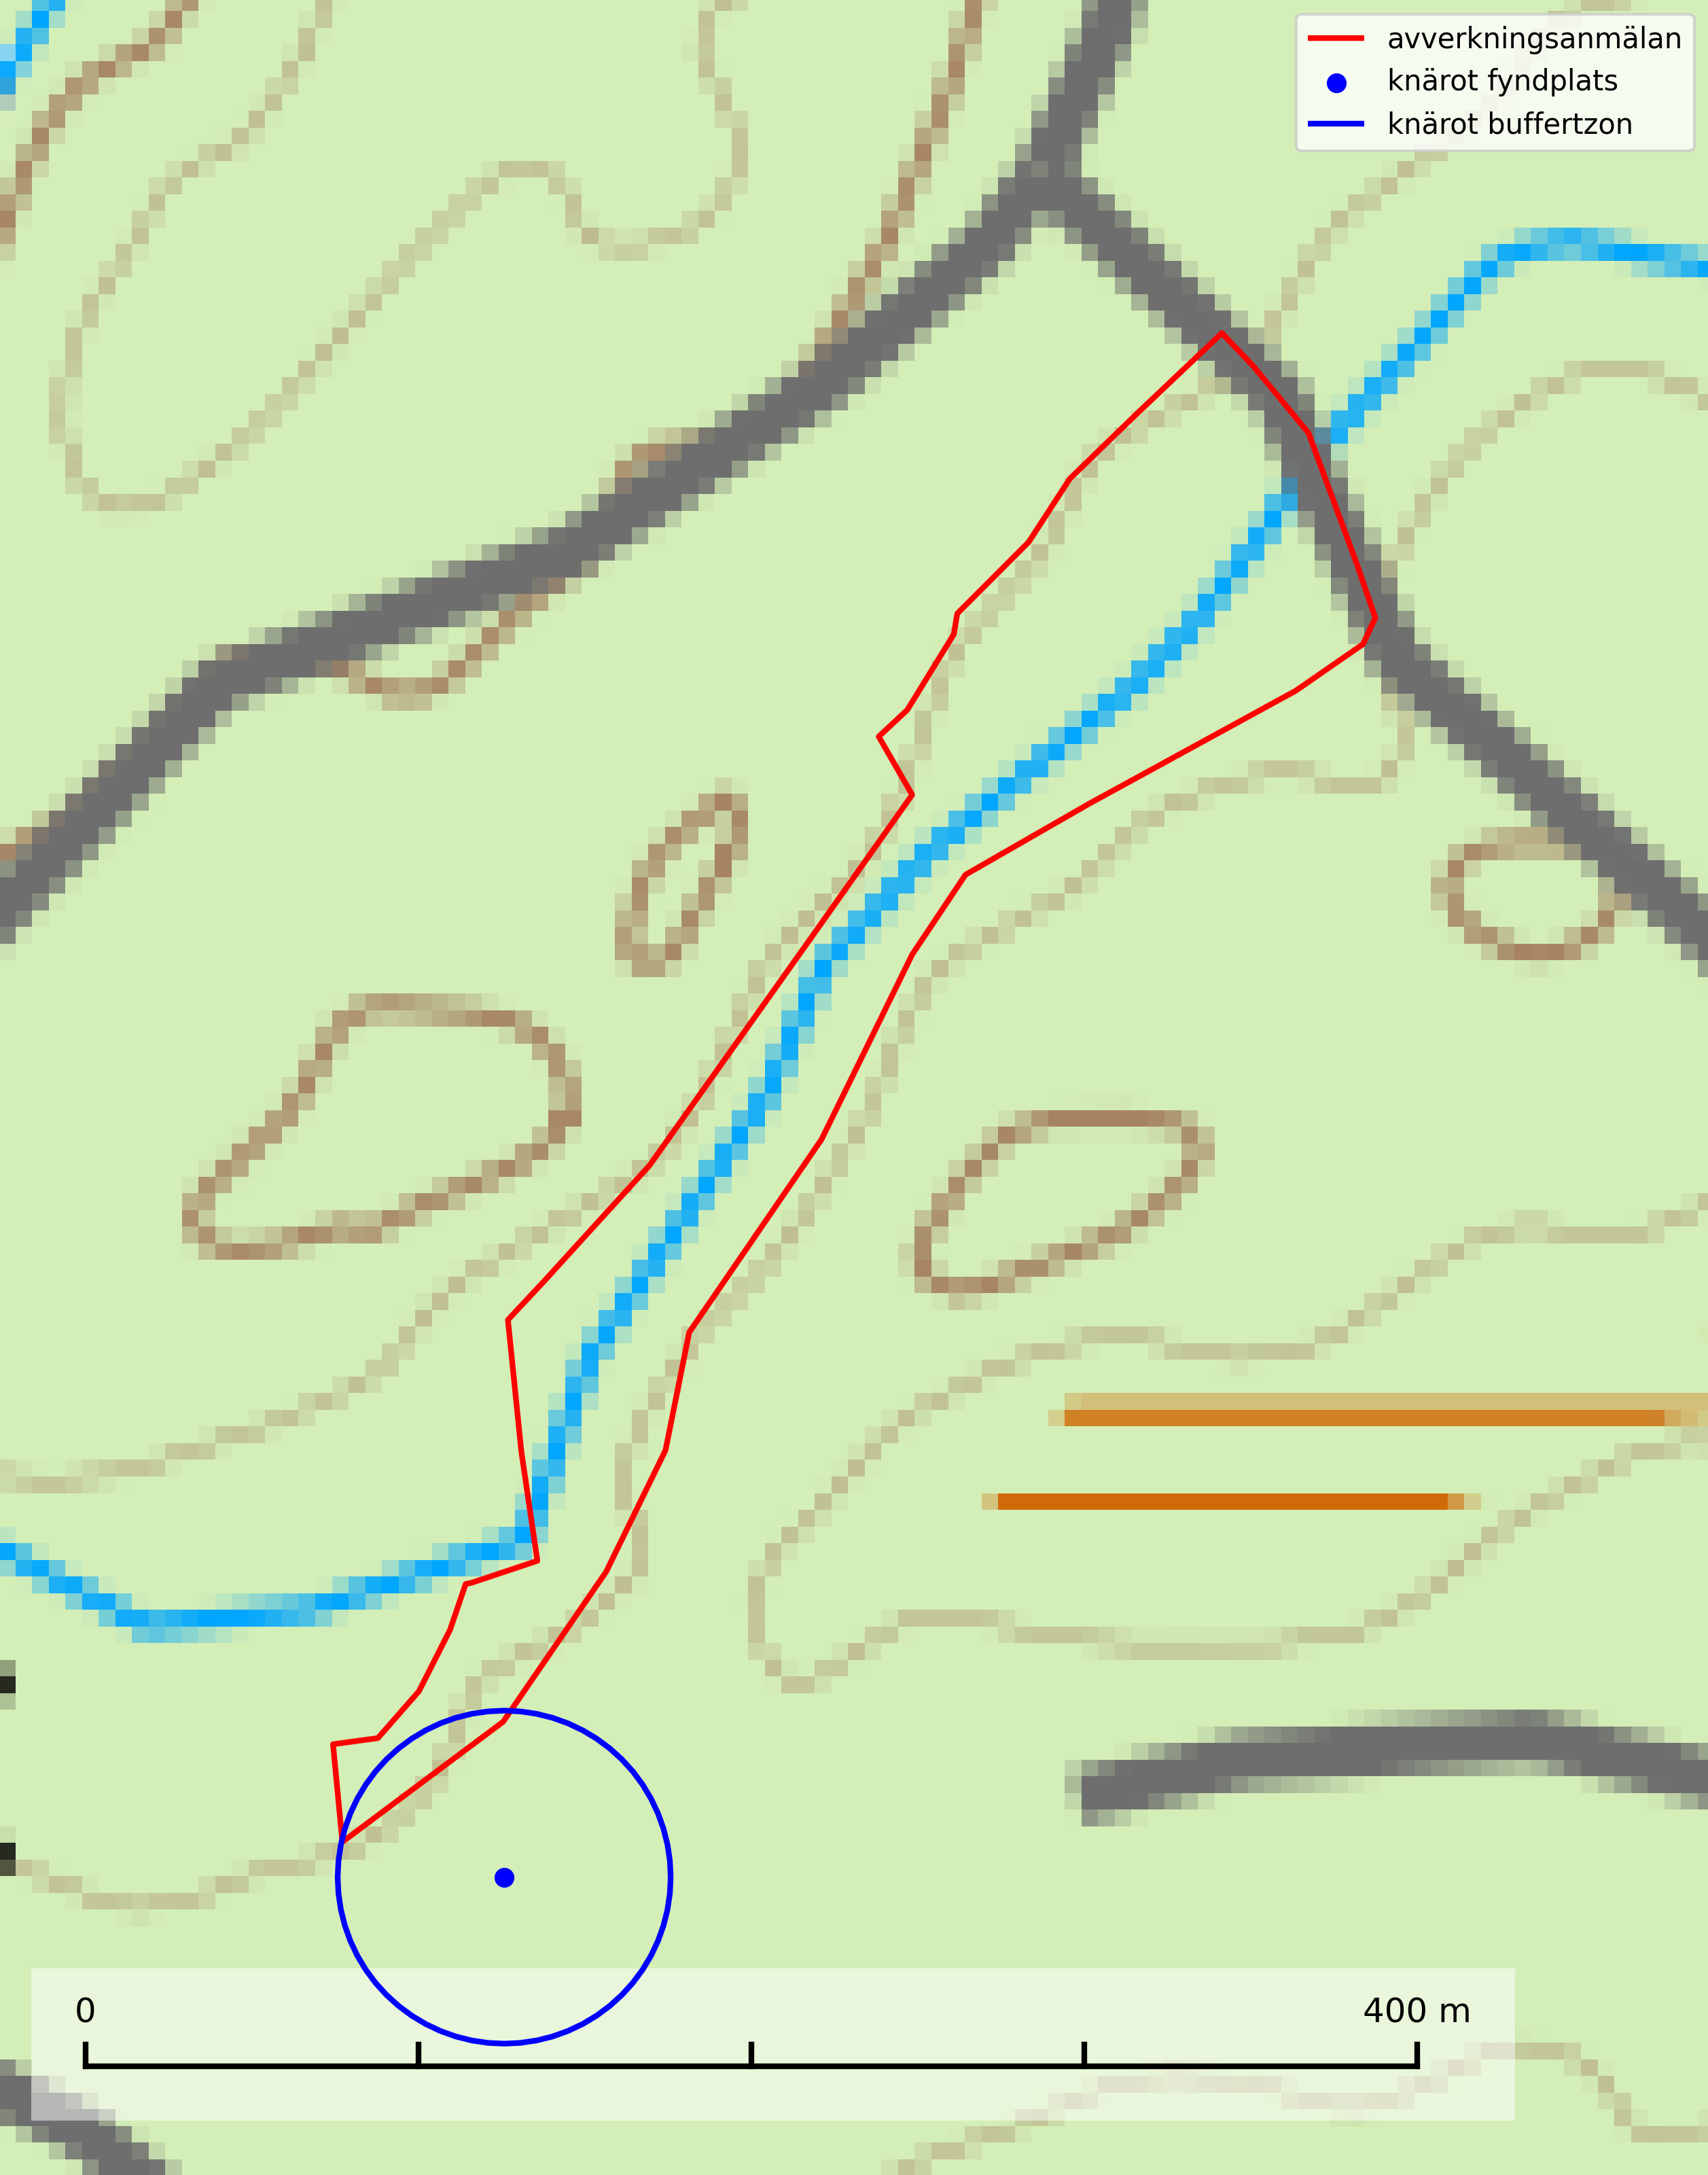 avverkningsanmälan
knärot fyndplats
knärot buffertzon
0
400 m